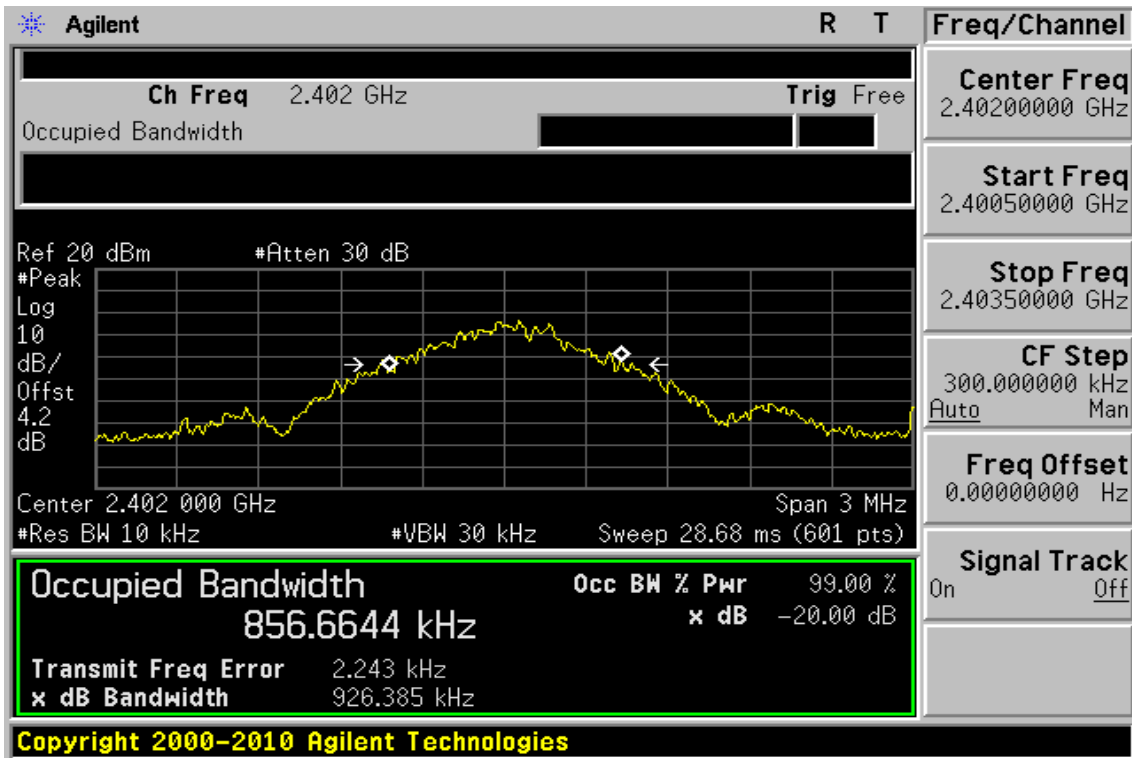 Agilent R T
Ch Freq 2.402 GHz Trig Free
Occupied Bandwidth
Ref 20 dBm #Atten 30 dB
#Peak
Log
10
dB/
Offst
4.2
dB
Center 2.402 000 GHz Span 3 MHz
#Res BW 10 kHz #VBW 30 kHz Sweep 28.68 ms (601 pts)
Occupied Bandwidth Occ BW % Pwr 99.00 %
856.6644 kHz x dB -20.00 dB
Transmit Freq Error 2.243 kHz
x dB Bandwidth 926.385 kHz
Copyright 2000-2010 Agilent Technologies
Freq/Channel
Center Freq
2.40200000 GHz
Start Freq
2.40050000 GHz
Stop Freq
2.40350000 GHz
CF Step
300.000000 kHz
Auto Man
Freq Offset
0.00000000 Hz
Signal Track
On Off